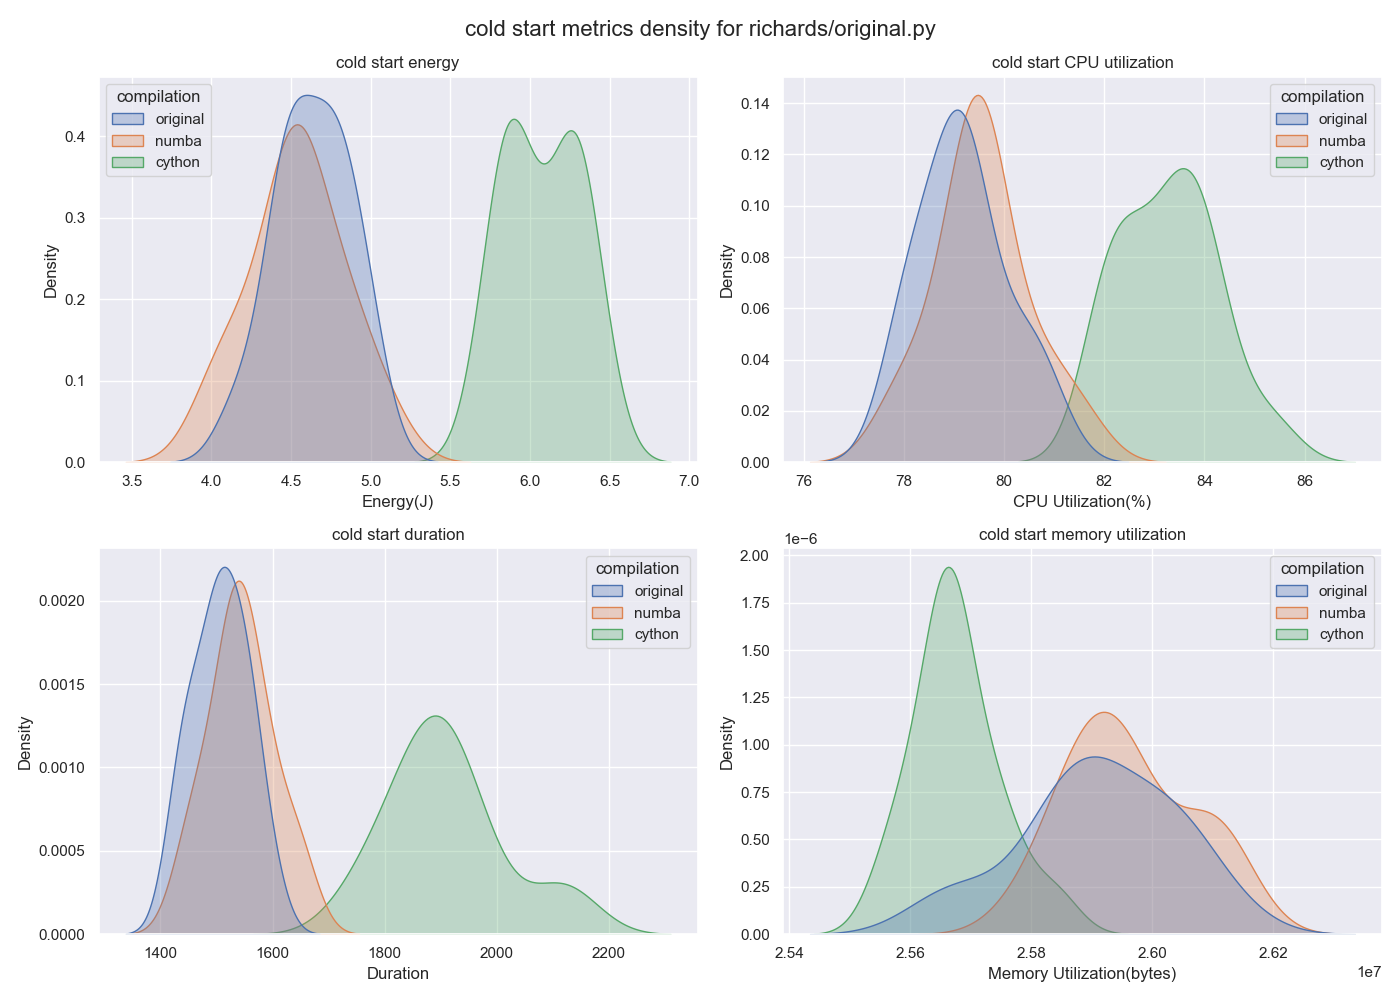 cold start metrics density for richards/original.py
cold start energy
compilation
original
numba
cython
Density
0.4
0.3
0.2
0.1
0.0
3.5 4.0 4.5 5.0 5.5 6.0 6.5 7.0
Energy(J)
cold start CPU utilization
compilation
original
numba
cython
Density
0.14
0.12
0.10
0.08
0.06
0.04
0.02
0.00
76 78 80 82 84 86
CPU Utilization(%)
cold start duration
compilation
original
numba
cython
Density
0.0020
0.0015
0.0010
0.0005
0.0000
1400 1600 1800 2000 2200
Duration
cold start memory utilization
1e−6
compilation
original
numba
cython
Density
2.00
1.75
1.50
1.25
1.00
0.75
0.50
0.25
0.00
2.54 2.56 2.58 2.60 2.62
1e7
Memory Utilization(bytes)